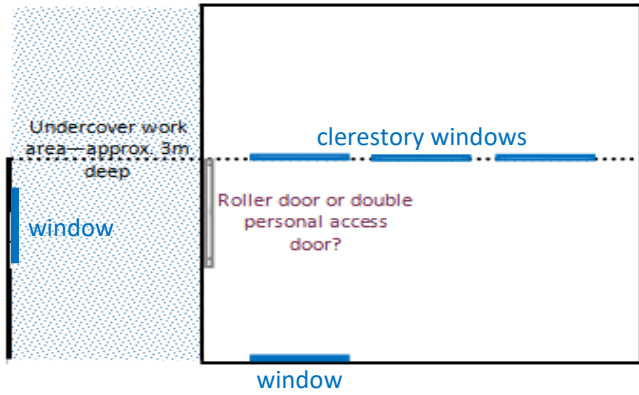 Undercover work
area—approx. 3m
deep
clerestory windows
Roller door or double
personal access
door?
window
window